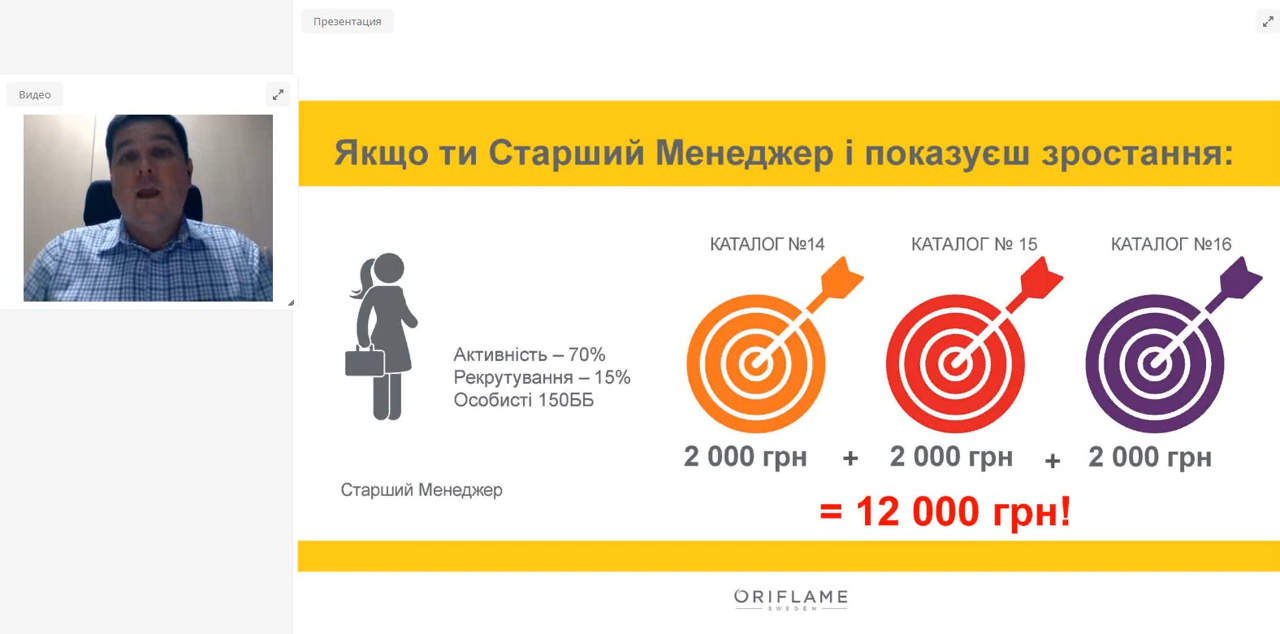 Презентация
Видео
Якщо ти Старший Менеджер і показуєш зростання:
КАТАЛОГ №14 КАТАЛОГ № 15 КАТАЛОГ №16
Активність – 70%
Рекрутування – 15%
Особисті 150ББ
2 000 грн + 2 000 грн + 2 000 грн
Старший Менеджер
= 12 000 грн!
ORIFLAME
SWEDEN